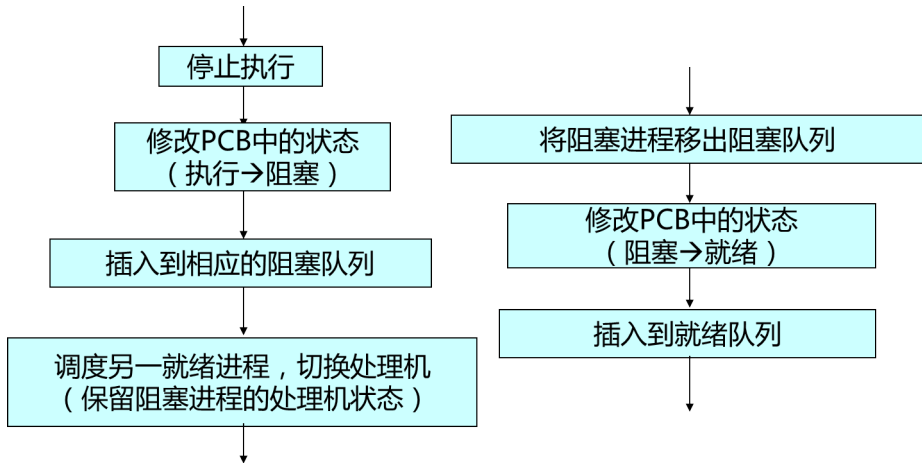 停止执行
修改PCB中的状态
（执行→阻塞）
插入到相应的阻塞队列
调度另一就绪进程，切换处理机
（保留阻塞进程的处理机状态）
将阻塞进程移出阻塞队列
修改PCB中的状态
（阻塞→就绪）
插入到就绪队列